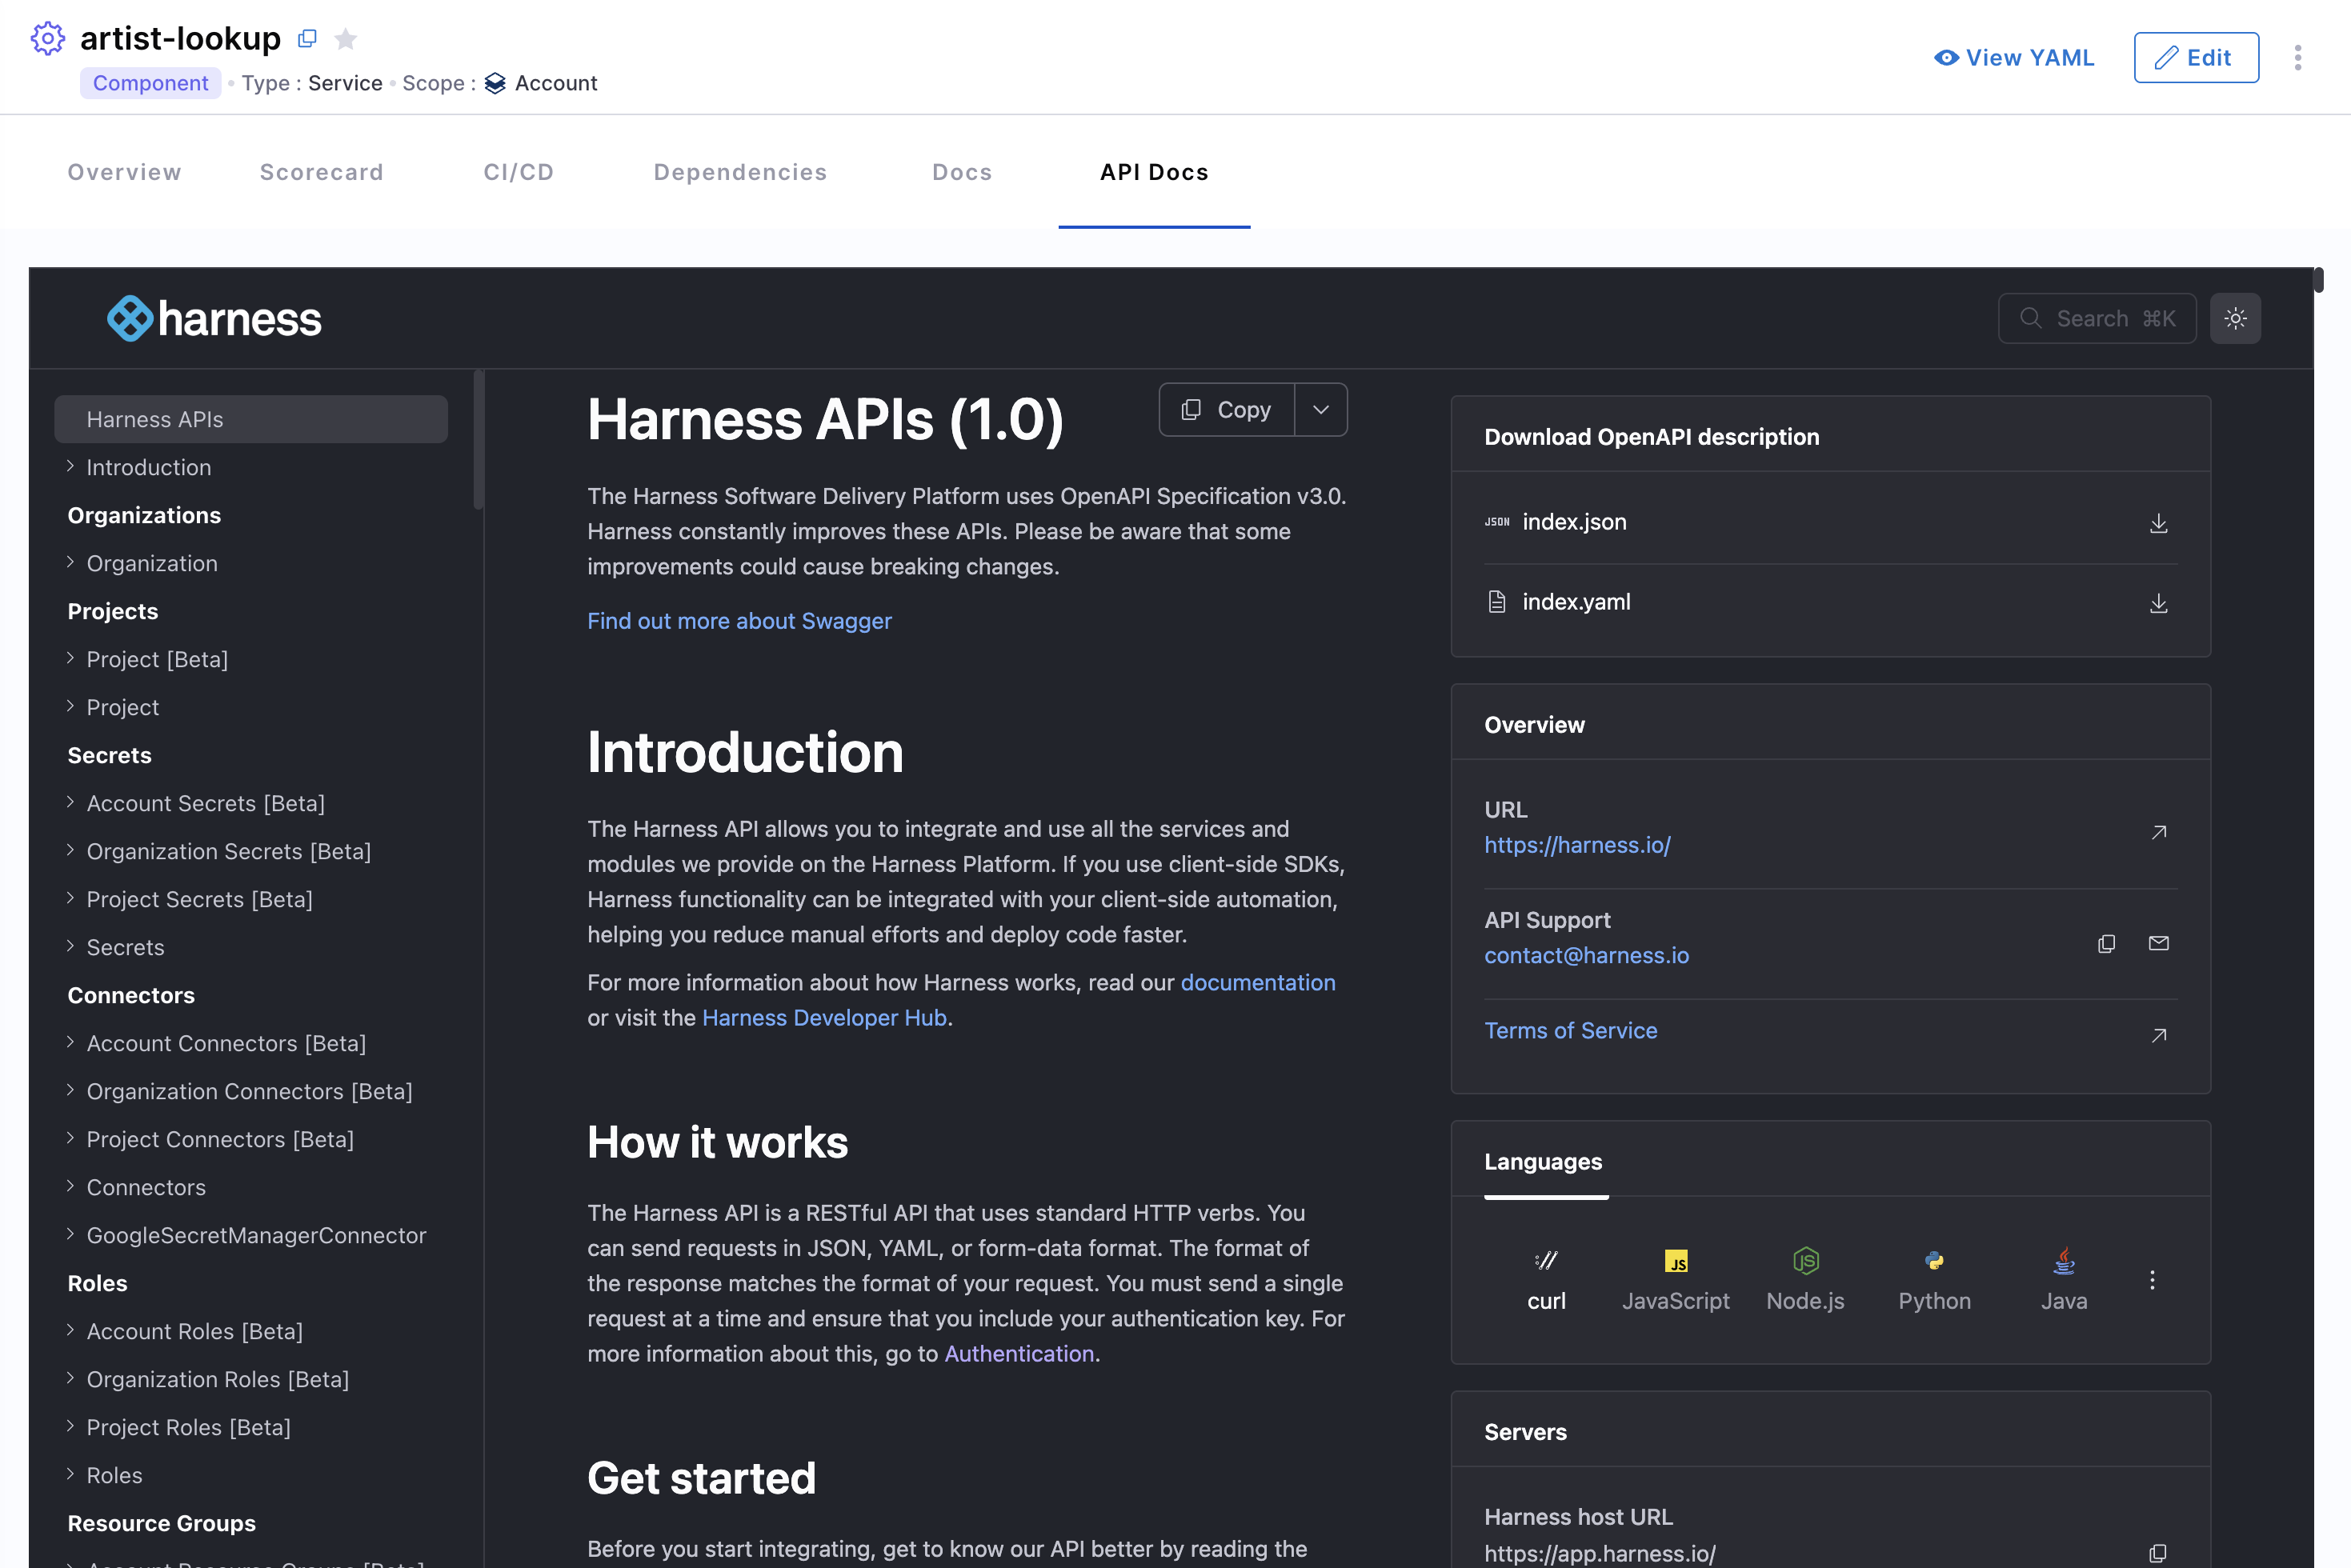 artist-lookup
Component • Type : Service • Scope : Account
View YAML
Edit
Overview
Scorecard
CI/CD
Dependencies
Docs
API Docs
harness
Search ⌘K
Harness APIs
Introduction
Organizations
Organization
Projects
Project [Beta]
Project
Secrets
Account Secrets [Beta]
Organization Secrets [Beta]
Project Secrets [Beta]
Secrets
Connectors
Account Connectors [Beta]
Organization Connectors [Beta]
Project Connectors [Beta]
Connectors
GoogleSecretManagerConnector
Roles
Account Roles [Beta]
Organization Roles [Beta]
Project Roles [Beta]
Roles
Resource Groups
Account Resource Groups [Beta]
Harness APIs (1.0)
Copy
The Harness Software Delivery Platform uses OpenAPI Specification v3.0.
Harness constantly improves these APIs. Please be aware that some
improvements could cause breaking changes.
Find out more about Swagger
Introduction
The Harness API allows you to integrate and use all the services and
modules we provide on the Harness Platform. If you use client-side SDKs,
Harness functionality can be integrated with your client-side automation,
helping you reduce manual efforts and deploy code faster.
For more information about how Harness works, read our documentation
or visit the Harness Developer Hub.
How it works
The Harness API is a RESTful API that uses standard HTTP verbs. You
can send requests in JSON, YAML, or form-data format. The format of
the response matches the format of your request. You must send a single
request at a time and ensure that you include your authentication key. For
more information about this, go to Authentication.
Get started
Before you start integrating, get to know our API better by reading the
Download OpenAPI description
JSON index.json
index.yaml
Overview
URL
https://harness.io/
API Support
contact@harness.io
Terms of Service
Languages
JS
JS
curl
JavaScript
Node.js
Python
Java
Servers
Harness host URL
https://app.harness.io/